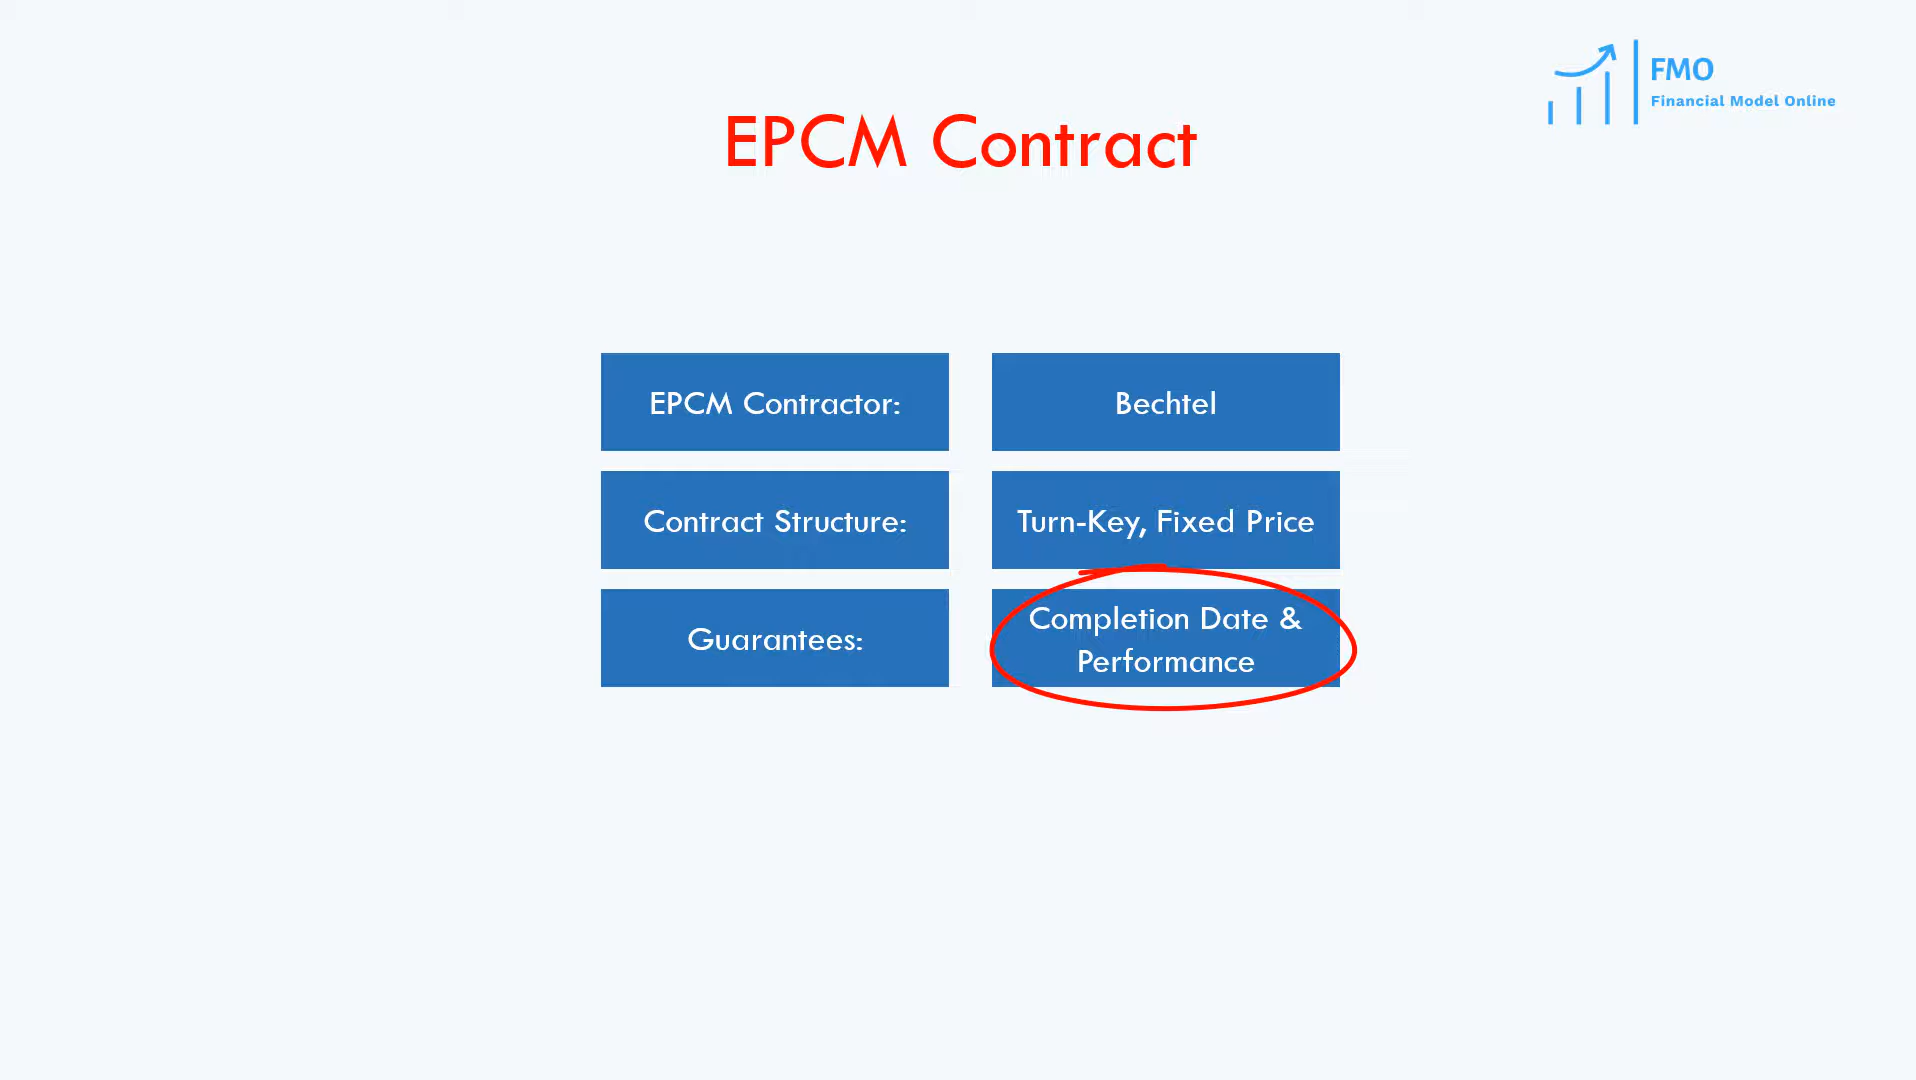 FMO
Financial Model Online
EPCM Contract
EPCM Contractor:
Bechtel
Contract Structure:
Turn-Key, Fixed Price
Guarantees:
Completion Date &
Performance